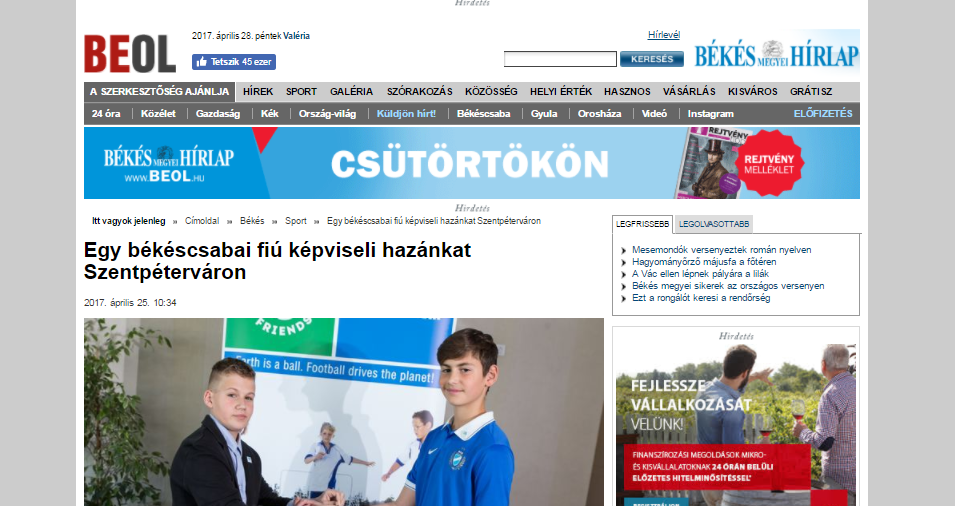 Hirdetés
BEOL
2017. április 28. péntek Valéria
Tetszik 45 ezer
Hírlevél
KERESÉS
BÉKÉS MEGYEI HÍRLAP
A SZERKESZTŐSÉG AJÁNLJA HÍREK SPORT GALÉRIA SZÓRAKOZÁS KÖZÖSSÉG HELYI ÉRTÉK HASZNOS VÁSÁRLÁS KISVÁROS GRÁTISZ
24 óra Közélet Gazdaság Kék Ország-világ Küldjön hírt! Békéscsaba Gyula Orosháza Videó Instagram ELŐFIZETÉS
BÉKÉS MEGYEI HÍRLAP
WWW.BEOL.HU
CSÜTÖRTÖKÖN
REJTVÉNY
REJTVÉNY
MELLÉKLET
Hirdetés
Itt vagyok jelenleg » Címoldal » Békés » Sport » Egy békéscsabai fiú képviseli hazánkat Szentpéterváron
Egy békéscsabai fiú képviseli hazánkat
Szentpéterváron
2017. április 25. 10:34
FRIENDS
Earth is a ball. Football drives the planet!
LEGFRISSEBB LEGOLVASOTTABB
Mesemondók versenyeztek román nyelven
Hagyományőrző májusfa a főtéren
A Vác ellen lépnek pályára a lilák
Békés megyei sikerek az országos versenyen
Ezt a rongálót keresi a rendőrség
Hirdetés
FEJLESSZE
VÁLLALKOZÁSÁT
VELÜNK!
FINANSZÍROZÁSI MEGOLDÁSOK MIKRO-
ÉS KISVÁLLALATOKNAK 24 ÓRÁN BELÜLI
ELŐZETES HITELMINŐSÍTÉSSEL*